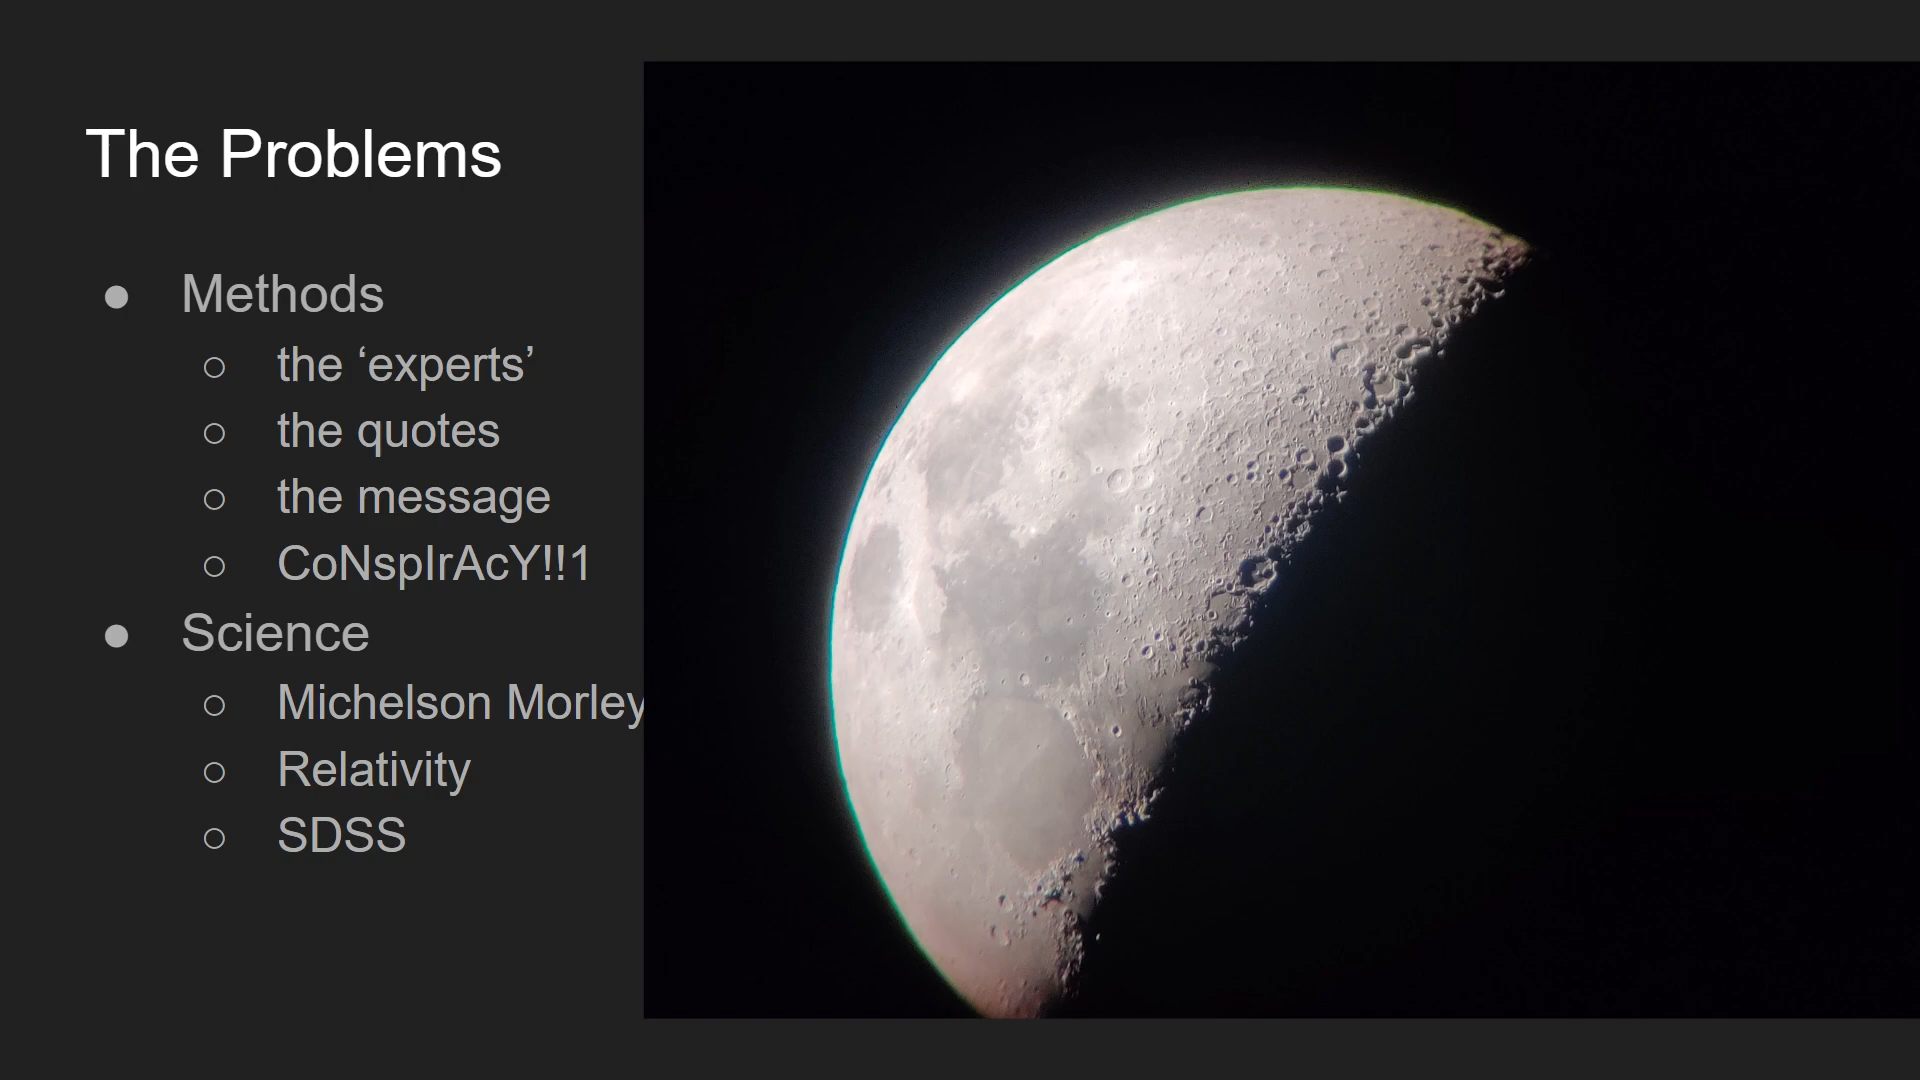 The Problems
Methods
the ‘experts’
the quotes
the message
CoNspIrAcY!!1
Science
Michelson Morley
Relativity
SDSS